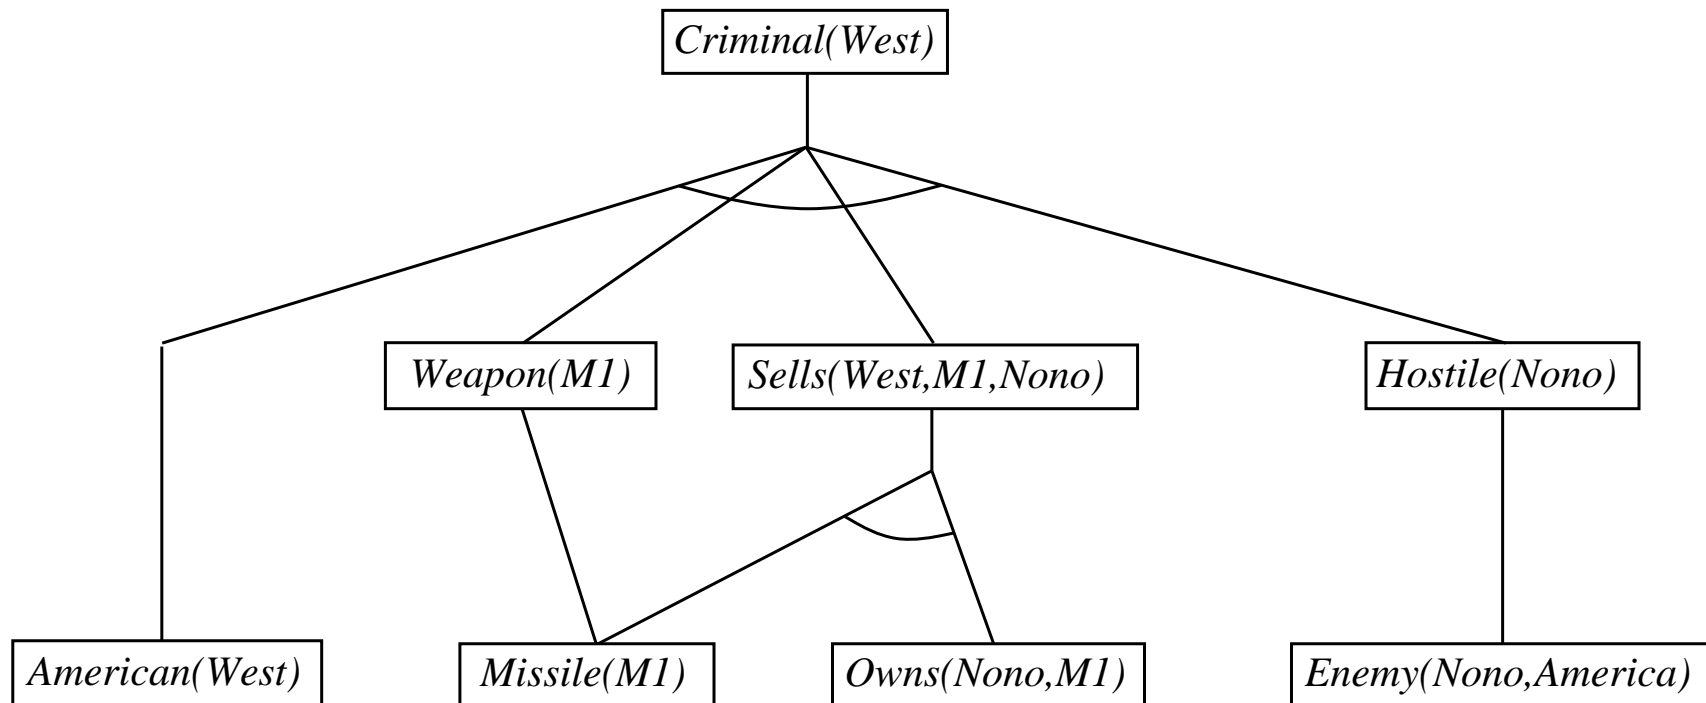 Criminal(West)
Weapon(M1)
Sells(West,M1,Nono)
Hostile(Nono)
American(West)
Missile(M1)
Owns(Nono,M1)
Enemy(Nono,America)